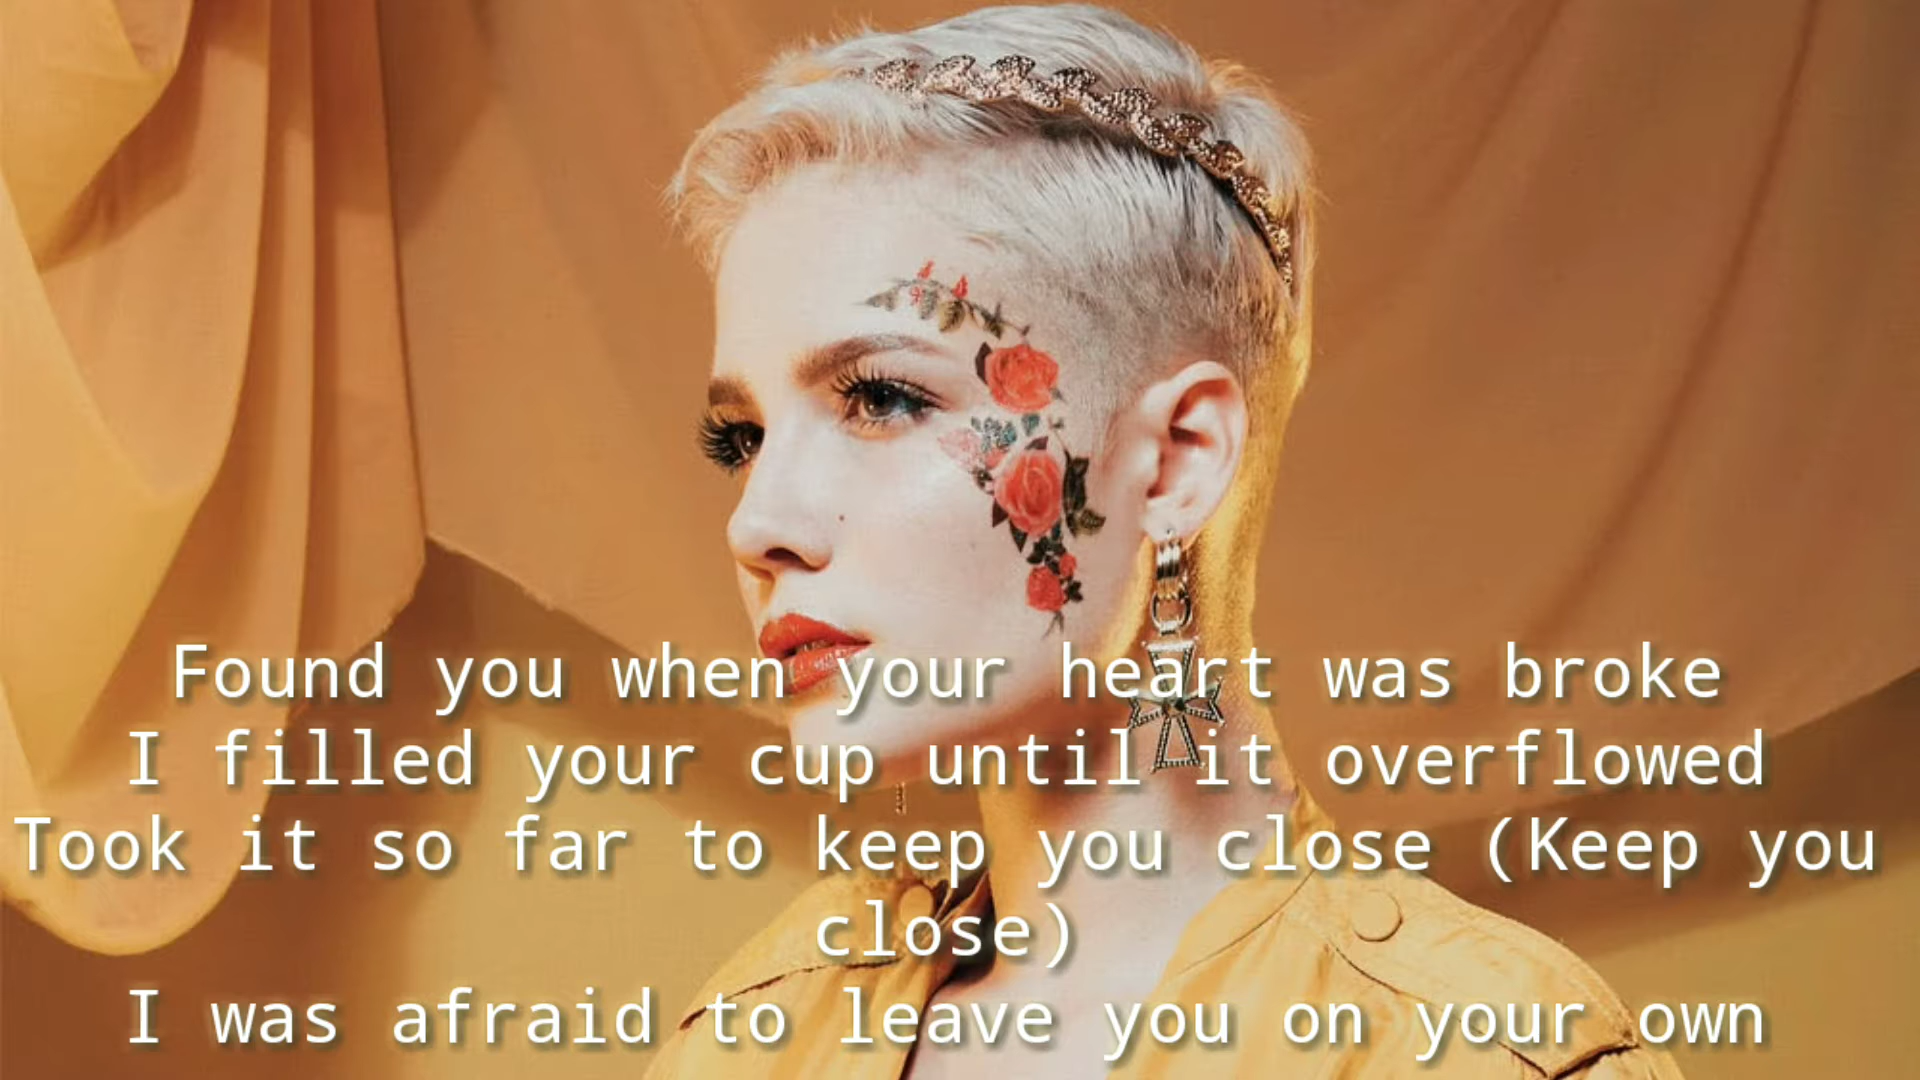 Found you when your heart was broke
I filled your cup until it overflowed
Took it so far to keep you close (Keep you
close)
I was afraid to leave you on your own